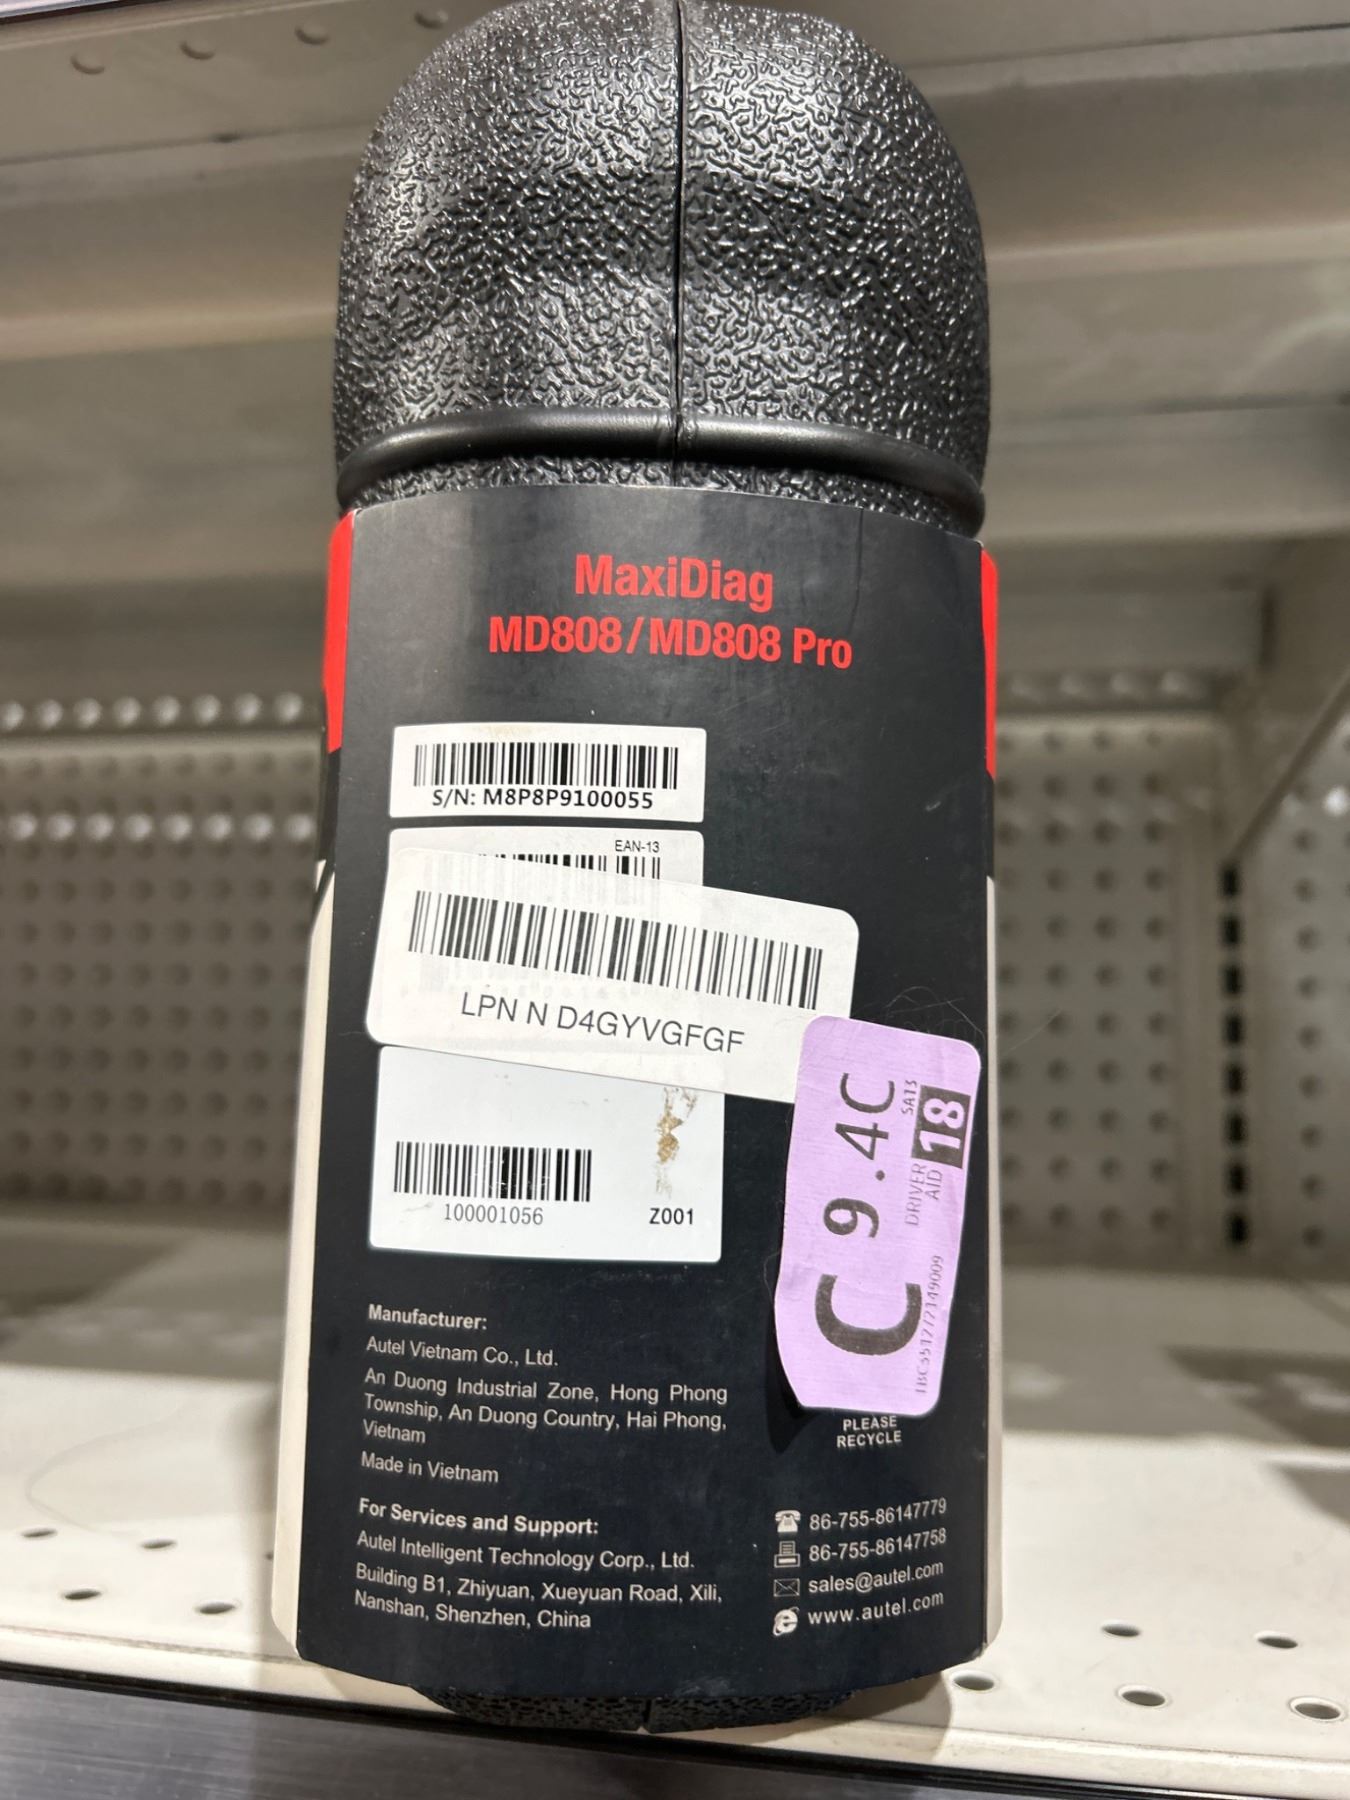 MaxiDiag
MD808/MD808 Pro
S/N: M8P8P9100055
EAN-13
LPN N D4GYVGFGF
100001056
Z001
C 9.4C
SAT3
DRIVER
AID
18
Manufacturer:
Autel Vietnam Co., Ltd.
An Duong Industrial Zone, Hong Phong
Township, An Duong Country, Hai Phong,
Vietnam
Made in Vietnam
For Services and Support:
Autel Intelligent Technology Corp., Ltd.
Building B1, Zhiyuan, Xueyuan Road, Xili,
Nanshan, Shenzhen, China
PLEASE
RECYCLE
86-755-86147779
86-755-86147758
sales@autel.com
www.autel.com